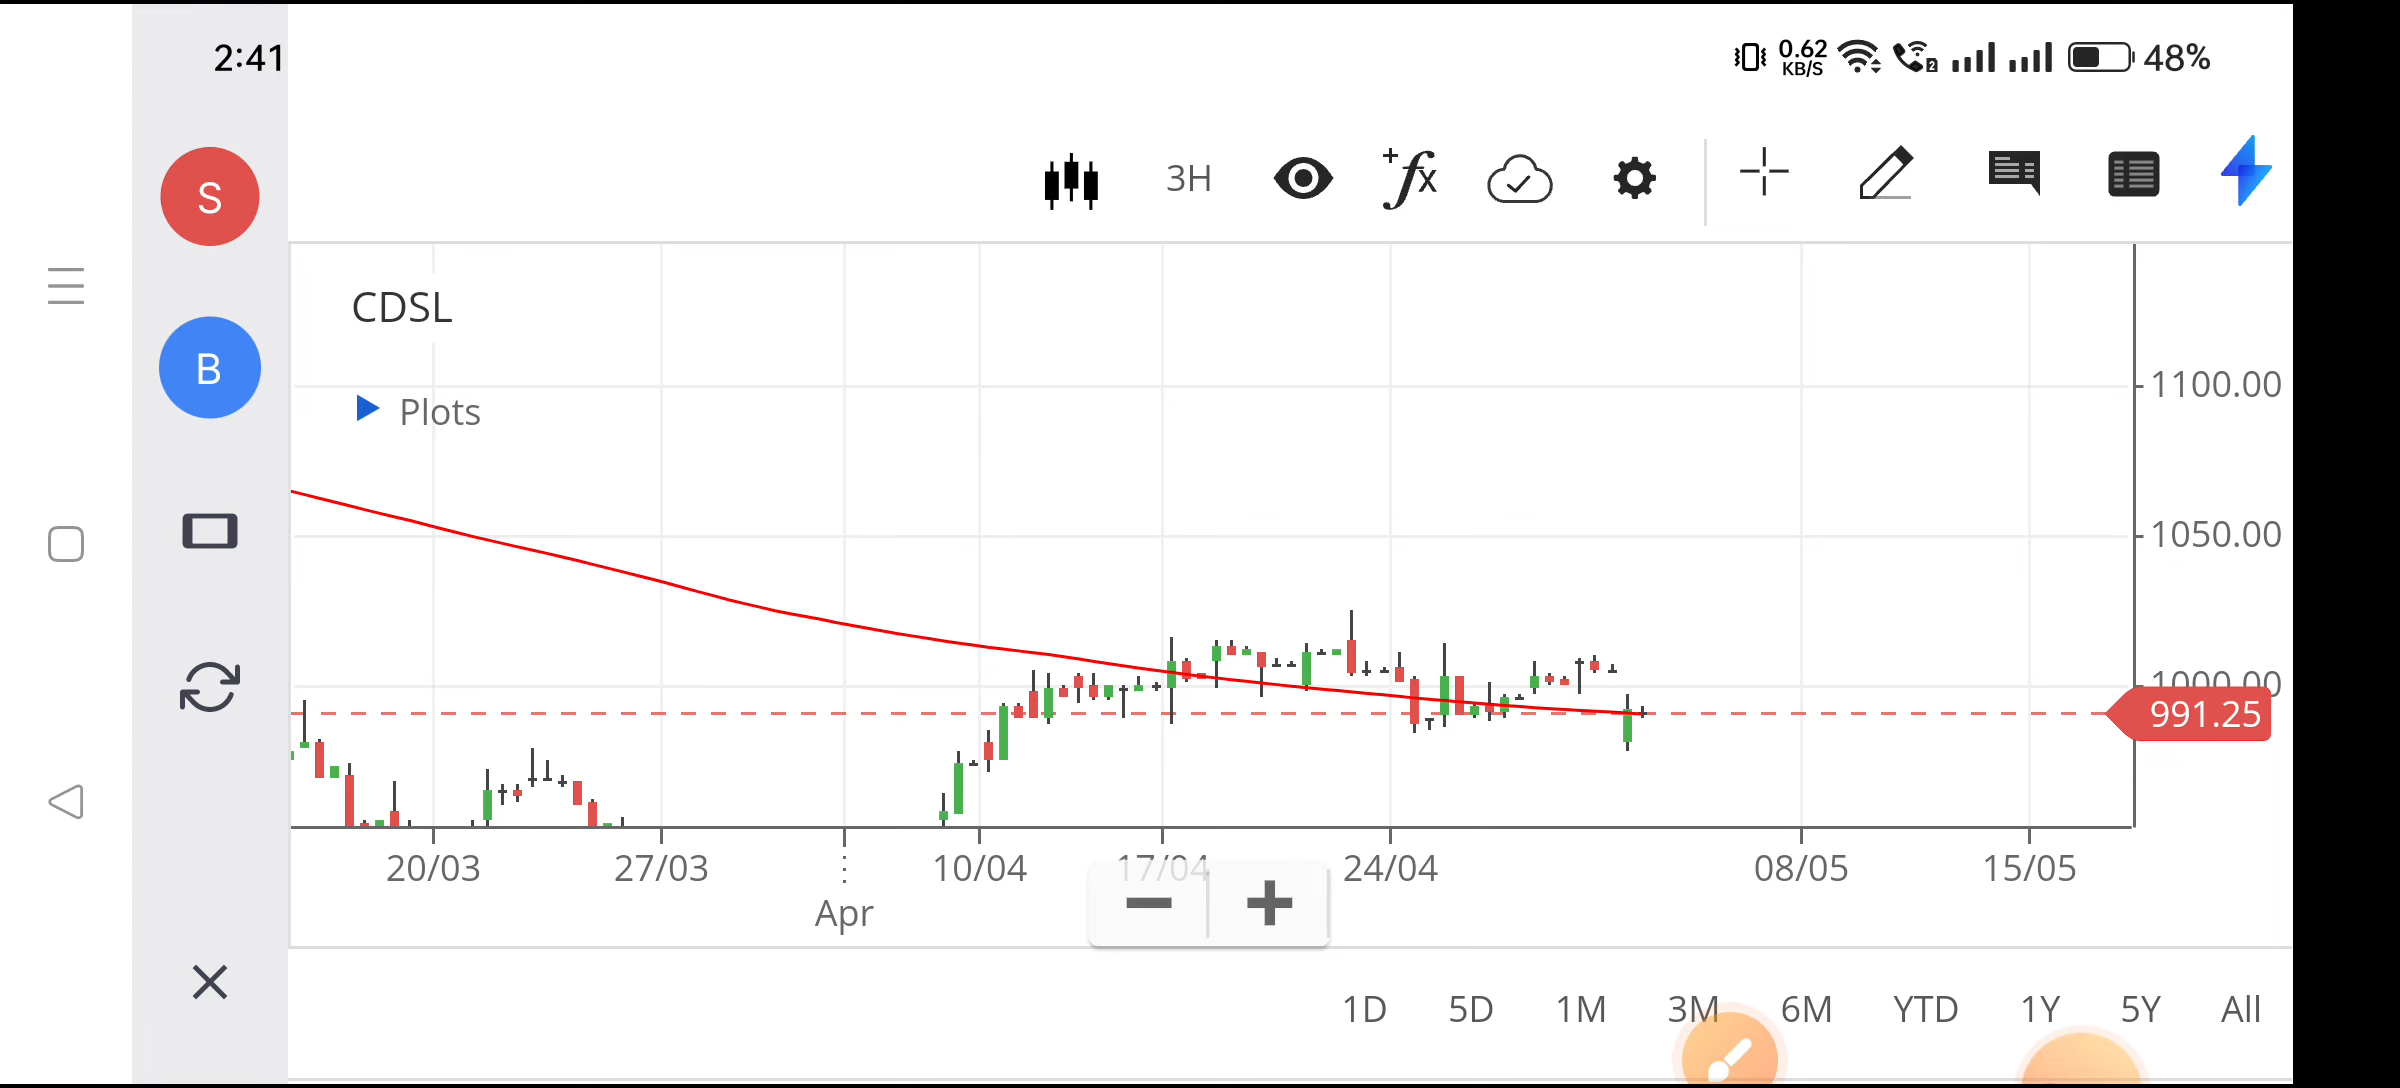 2:41
0.62
KB/S
2
48%
S
B
3H
+fx
CDSL
Plots
1100.00
1050.00
1000.00
991.25
20/03
27/03
10/04
17/04
24/04
08/05
15/05
Apr
1D
5D
1M
3M
6M
YTD
1Y
5Y
All